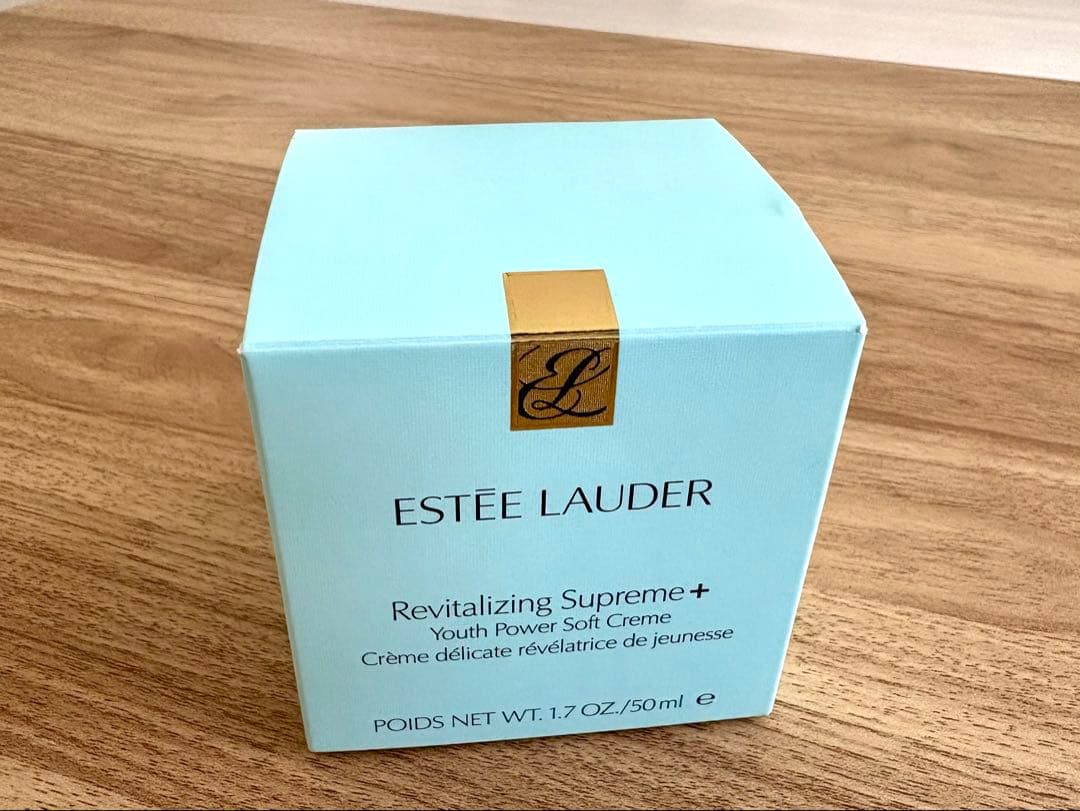 EL
ESTĒE LAUDER
Revitalizing Supreme+
Youth Power Soft Creme
Crème délicate révélatrice de jeunesse
POIDS NET WT. 1.7 OZ./50 ml ℮